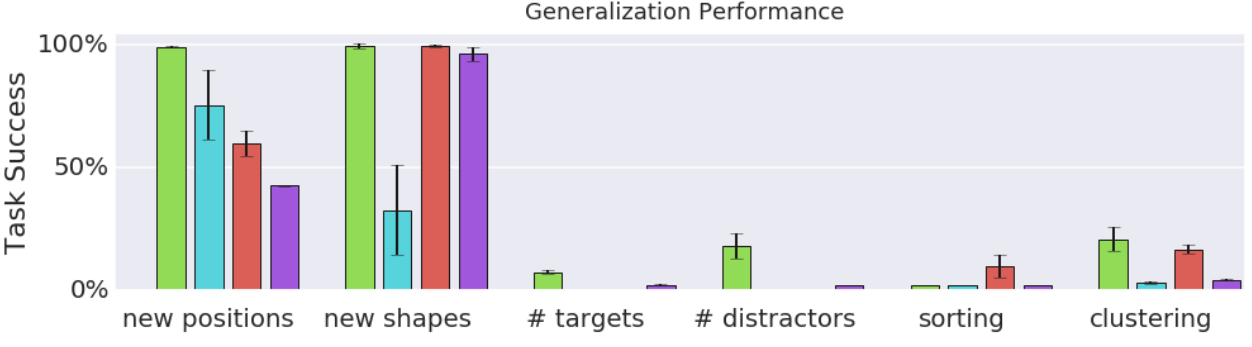 Generalization Performance
Task Success
100%
50%
0%
new positions new shapes # targets # distractors sorting clustering